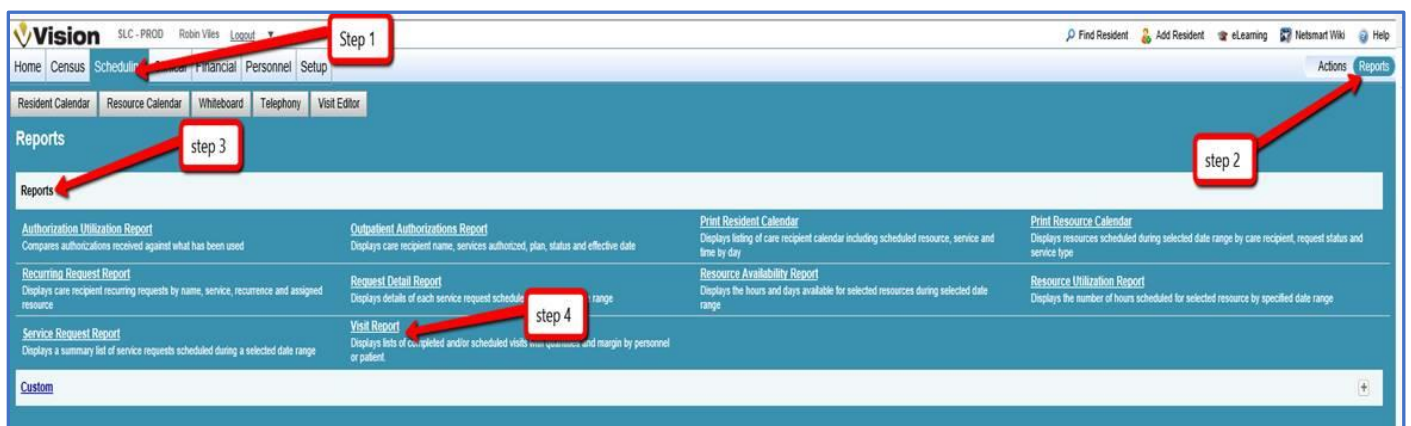 Vision SLC - PROD Robin Viles Logout Step 1 Find Resident Add Resident eLearning Netsmart Wiki Help
Home Census Financial Personnel Setup Actions Reports
Resident Calendar Resource Calendar Whiteboard Telephony Visit Editor
Reports
step 3
step 2
Reports
Authorization Utilization Report
Compares authorizations received against what has been used
Outpatient Authorizations Report
Displays care recipient name, services authorized, plan, status and effective date
Print Resident Calendar
Displays listing of care recipient calendar including scheduled resource, service and
time by day
Print Resource Calendar
Displays resources scheduled during selected date range by care recipient, request status and
service type
Recurring Request Report
Displays care recipient recurring requests by name, service, recurrence and assigned
resource
Request Detail Report
Displays details of each service request range
Resource Availability Report
Displays the hours and days available for selected resources during selected date
range
Resource Utilization Report
Displays the number of hours scheduled for selected resource by specified date range
step 4
Service Request Report
Displays a summary list of service requests scheduled during a selected date range
Visit Report
Displays lists of completed and/or scheduled visits with quantities and margin by personnel
or patient
Custom